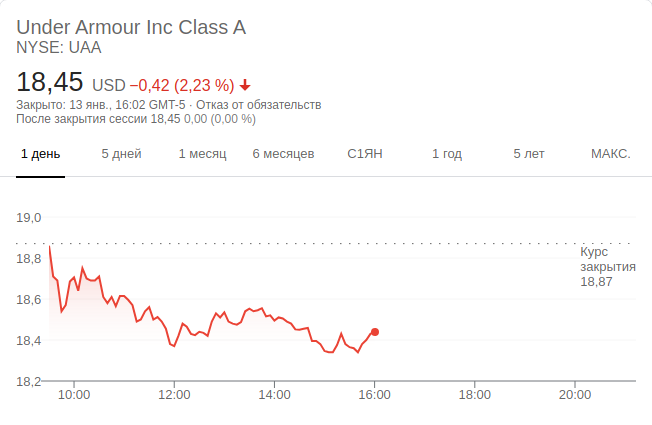 Under Armour Inc Class A
NYSE: UAA
18,45 USD −0,42 (2,23 %)
Закрыто: 13 янв., 16:02 GMT-5 · Отказ от обязательств
После закрытия сессии 18,45 0,00 (0,00 %)
1 день 5 дней 1 месяц 6 месяцев С1ЯН 1 год 5 лет МАКС.
19,0
18,8
18,6
18,4
18,2
Курс
закрытия
18,87
10:00 12:00 14:00 16:00 18:00 20:00